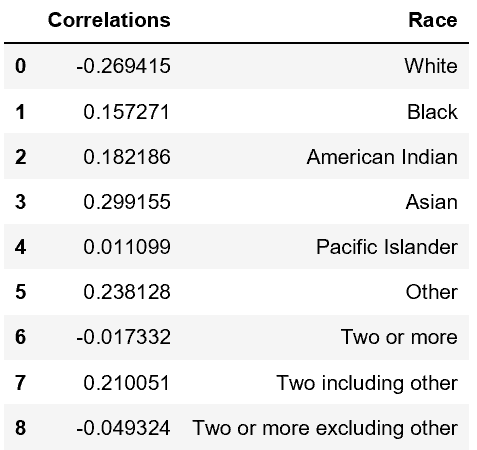 Correlations Race
0 -0.269415 White
1 0.157271 Black
2 0.182186 American Indian
3 0.299155 Asian
4 0.011099 Pacific Islander
5 0.238128 Other
6 -0.017332 Two or more
7 0.210051 Two including other
8 -0.049324 Two or more excluding other